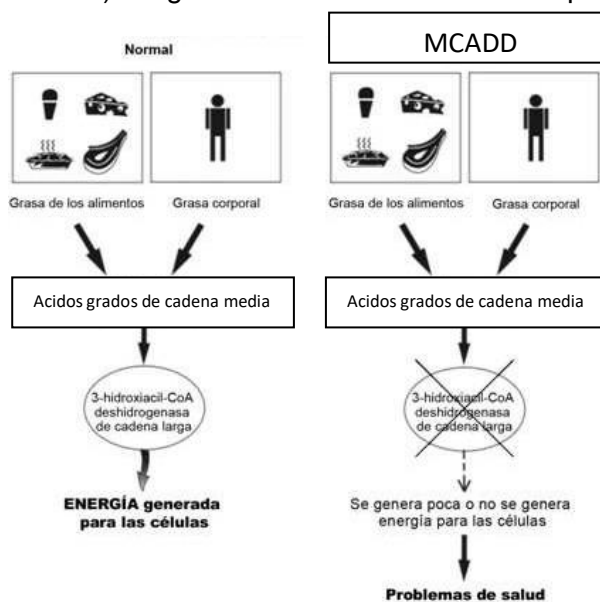 Normal
MCADD
Grasa de los alimentos
Grasa corporal
Grasa de los alimentos
Grasa corporal
Acidos grados de cadena media
Acidos grados de cadena media
3-hidroxiacil-CoA
deshidrogenasa
de cadena larga
3-hidroxiacil-CoA
deshidrogenasa
de cadena larga
ENERGÍA generada
para las células
Se genera poca o no se genera
energía para las células
Problemas de salud